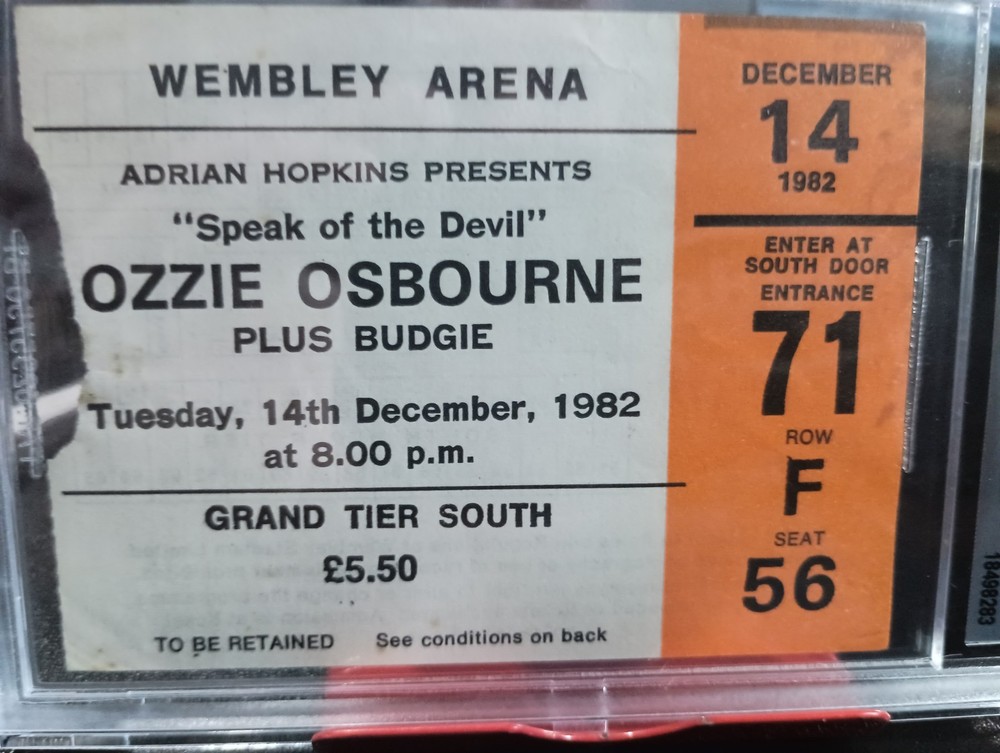 WEMBLEY ARENA
ADRIAN HOPKINS PRESENTS
"Speak of the Devil"
OZZIE OSBOURNE
PLUS BUDGIE
Tuesday, 14th December, 1982
at 8.00 p.m.
GRAND TIER SOUTH
£5.50
TO BE RETAINED See conditions on back
DECEMBER
14
1982
ENTER AT
SOUTH DOOR
ENTRANCE
71
ROW
F
SEAT
56
18498283